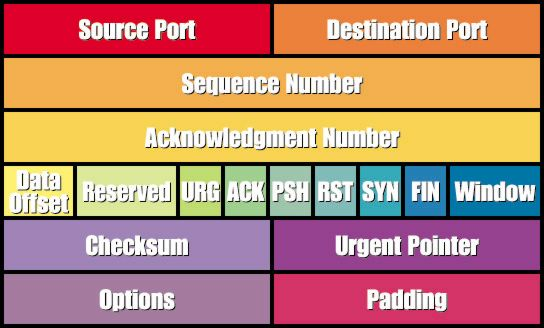 Source Port Destination Port
Sequence Number
Acknowledgment Number
Data Offset Reserved URG ACK PSH RST SYN FIN Window
Checksum Urgent Pointer
Options Padding